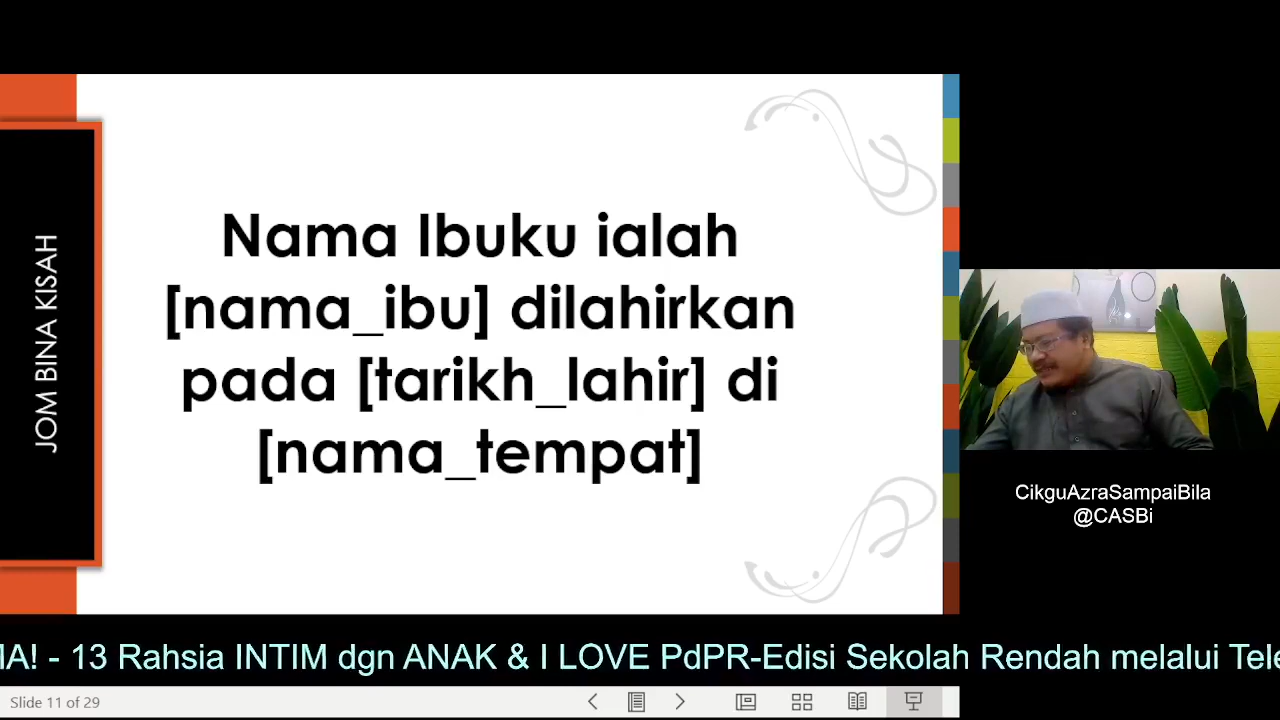 JOM BINA KISAH
Nama Ibuku ialah
[nama_ibu] dilahirkan
pada [tarikh_lahir] di
[nama_tempat]
CikguAzraSampaiBila
@CASBi
MA! - 13 Rahsia INTIM dgn ANAK & I LOVE PdPR-Edisi Sekolah Rendah melalui Tele
Slide 11 of 29